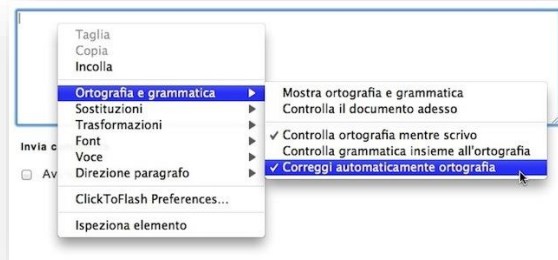 Taglia
Copia
Incolla
Ortografia e grammatica
Sostituzioni
Trasformazioni
Font
Voce
Direzione paragrafo
ClickToFlash Preferences...
Ispeziona elemento
Mostra ortografia e grammatica
Controlla il documento adesso
✓ Controlla ortografia mentre scrivo
Controlla grammatica insieme all'ortografia
✓ Correggi automaticamente ortografia
Invia
Av